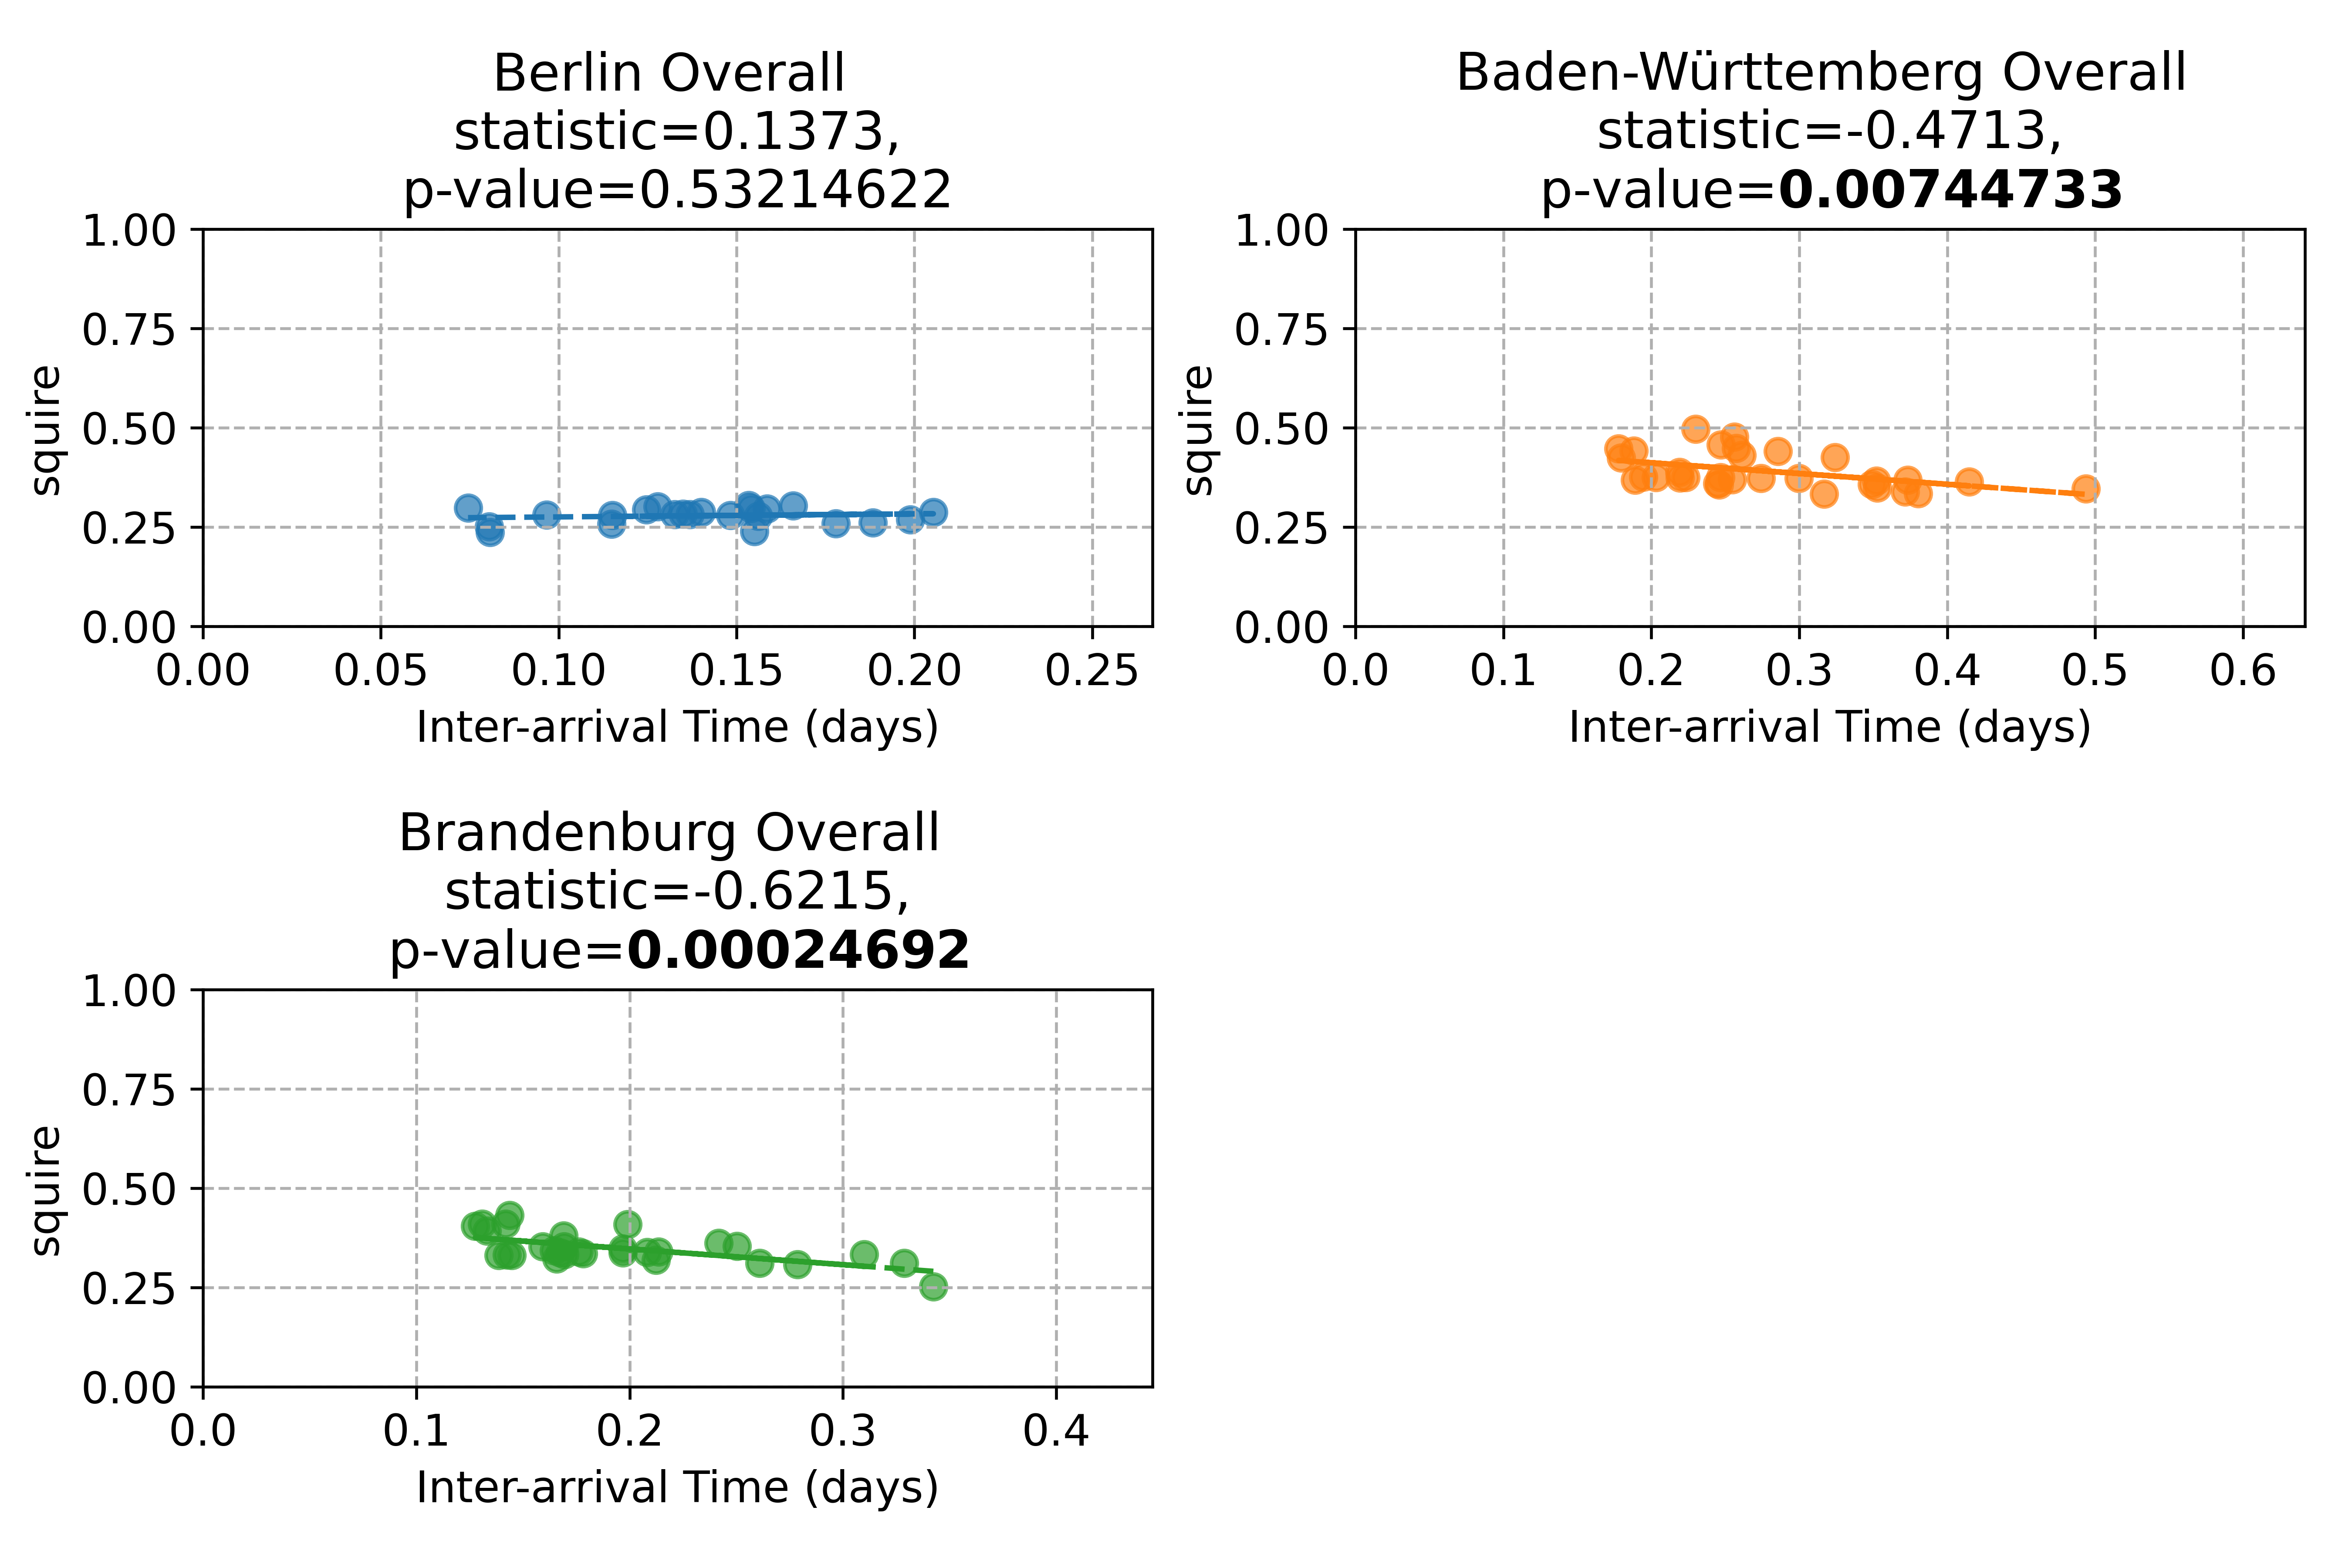 Berlin Overall
statistic=0.1373,
p-value=0.53214622
1.00
0.75
0.50
0.25
0.00
squire
0.00 0.05 0.10 0.15 0.20 0.25
Inter-arrival Time (days)
Baden-Württemberg Overall
statistic=-0.4713,
p-value=0.00744733
1.00
0.75
0.50
0.25
0.00
squire
0.0 0.1 0.2 0.3 0.4 0.5 0.6
Inter-arrival Time (days)
Brandenburg Overall
statistic=-0.6215,
p-value=0.00024692
1.00
0.75
0.50
0.25
0.00
squire
0.0 0.1 0.2 0.3 0.4
Inter-arrival Time (days)